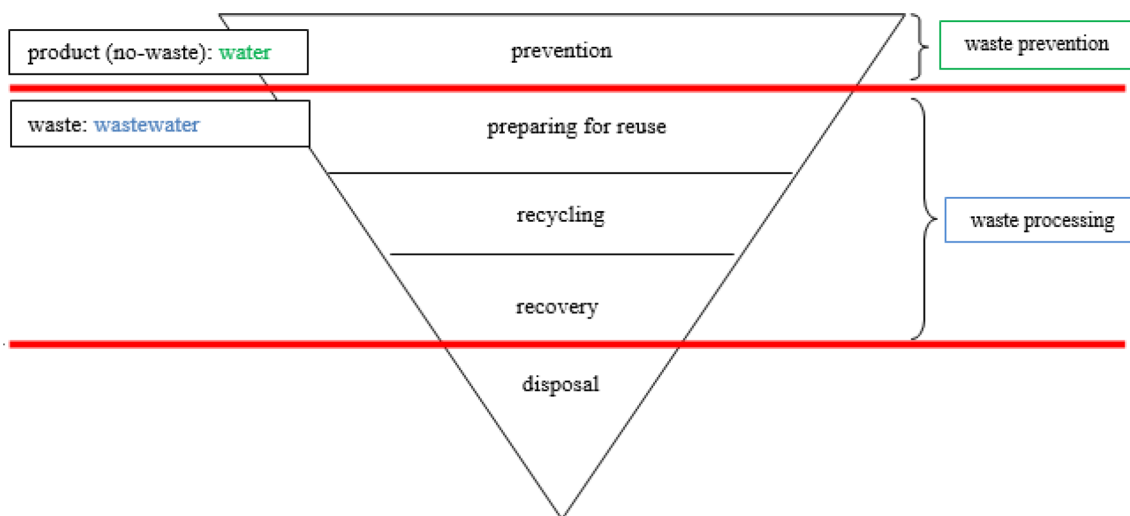 product (no-waste): water
prevention
waste prevention
waste: wastewater
preparing for reuse
recycling
waste processing
recovery
disposal